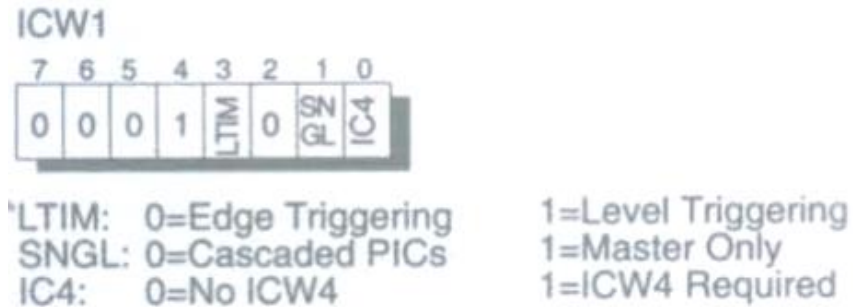 ICW1
7 6 5 4 3 2 1 0
0 0 0 1 LTIM 0 SNGL IC4
LTIM: 0=Edge Triggering 1=Level Triggering
SNGL: 0=Cascaded PICs 1=Master Only
IC4: 0=No ICW4 1=ICW4 Required